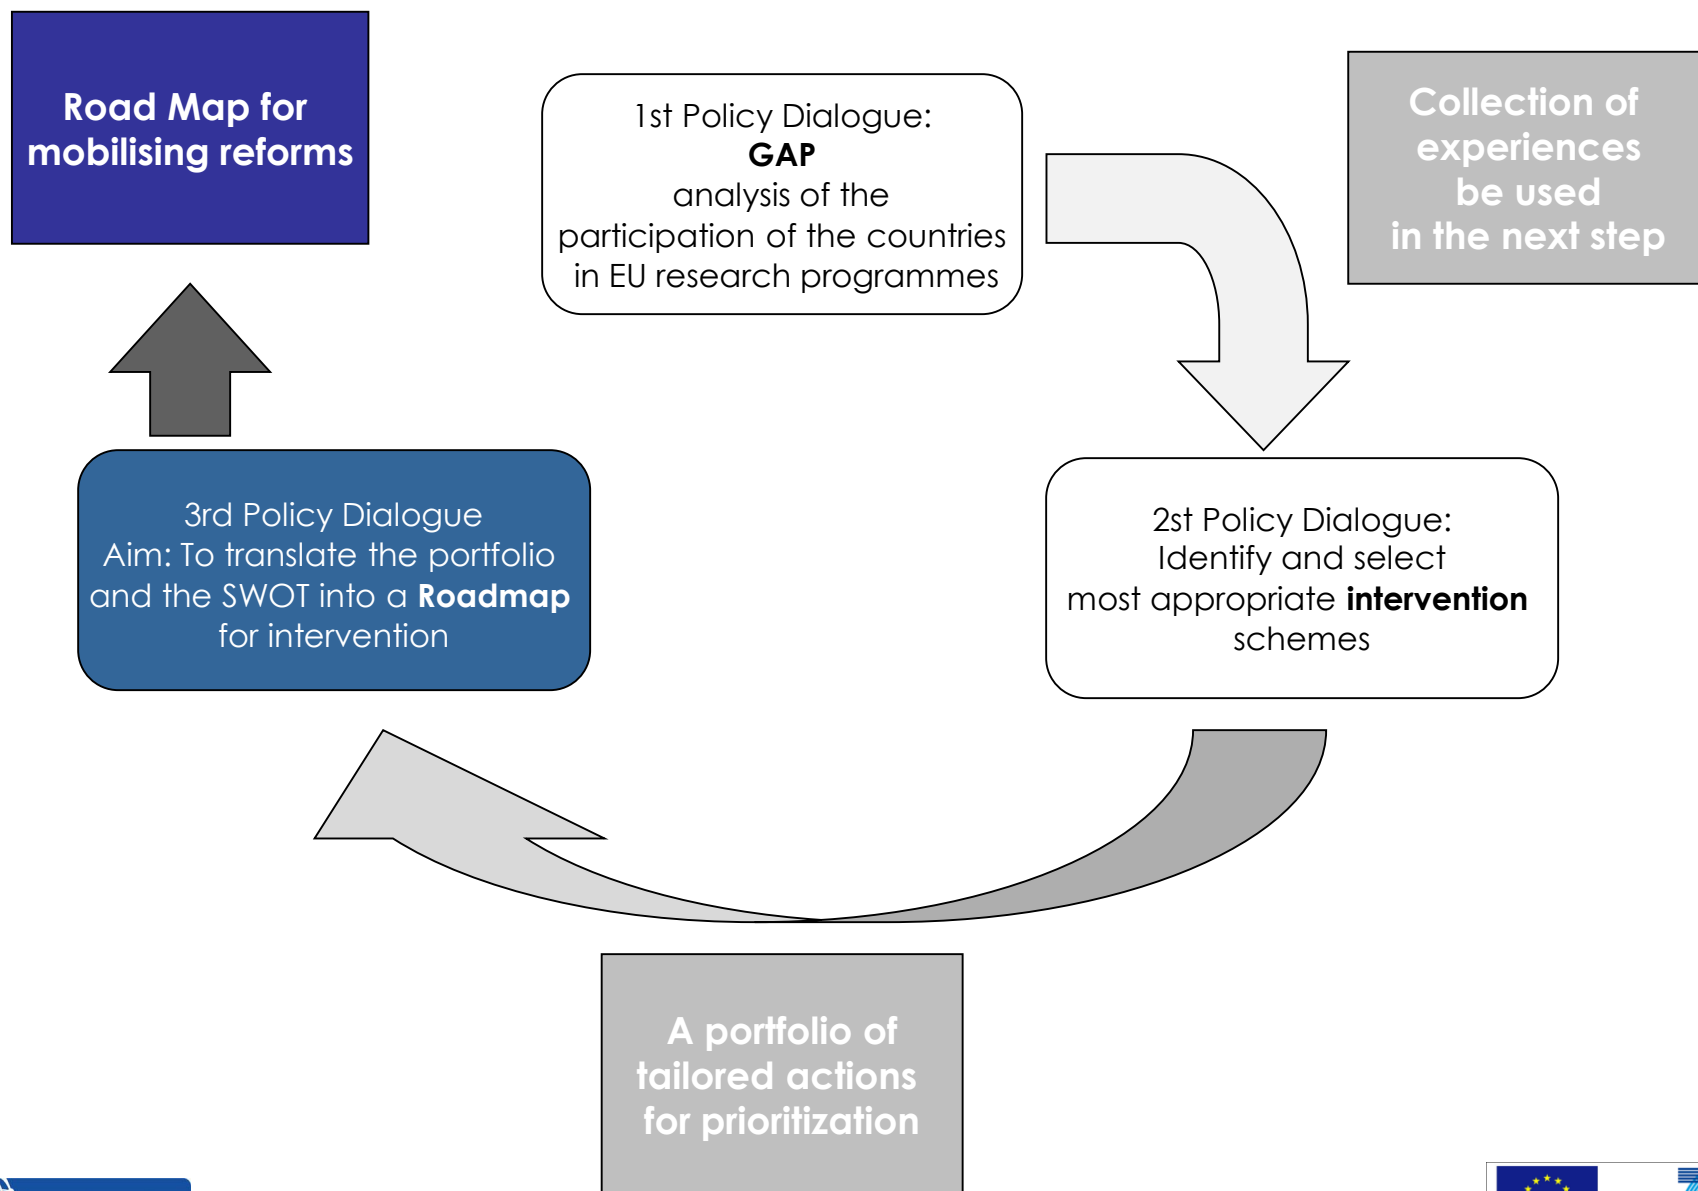 Road Map for
mobilising reforms
1st Policy Dialogue:
GAP
analysis of the
participation of the countries
in EU research programmes
Collection of
experiences
be used
in the next step
3rd Policy Dialogue
Aim: To translate the portfolio
and the SWOT into a Roadmap
for intervention
2st Policy Dialogue:
Identify and select
most appropriate intervention
schemes
A portfolio of
tailored actions
for prioritization